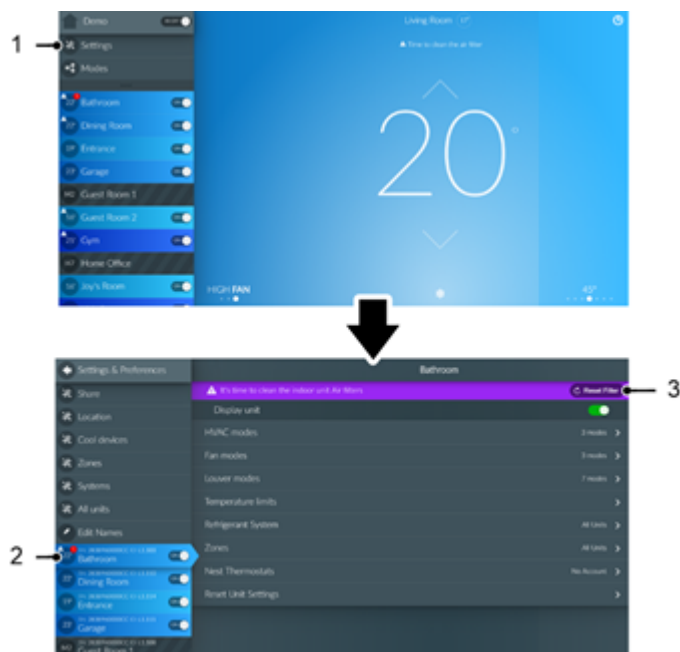 1
Demo
Settings
Modes
Bathroom
Dining Room
Entrance
Garage
Guest Room 1
Guest Room 2
Gym
Home Office
Joy's Room
Living Room
Time to clean the air filter
20°
HIGH FAN
45°
Settings & Preferences
Share
Location
Cool devices
Zones
Systems
All units
Edit Names
2
Bathroom
Dining Room
Entrance
Garage
Guest Room 1
Bathroom
It's time to clean the indoor unit Air filters
Reset Filter
3
Display unit
HVAC modes
2 modes
Fan modes
3 modes
Louver modes
7 modes
Temperature limits
Refrigerant System
All Units
Zones
All Units
Nest Thermostats
No Account
Reset Unit Settings